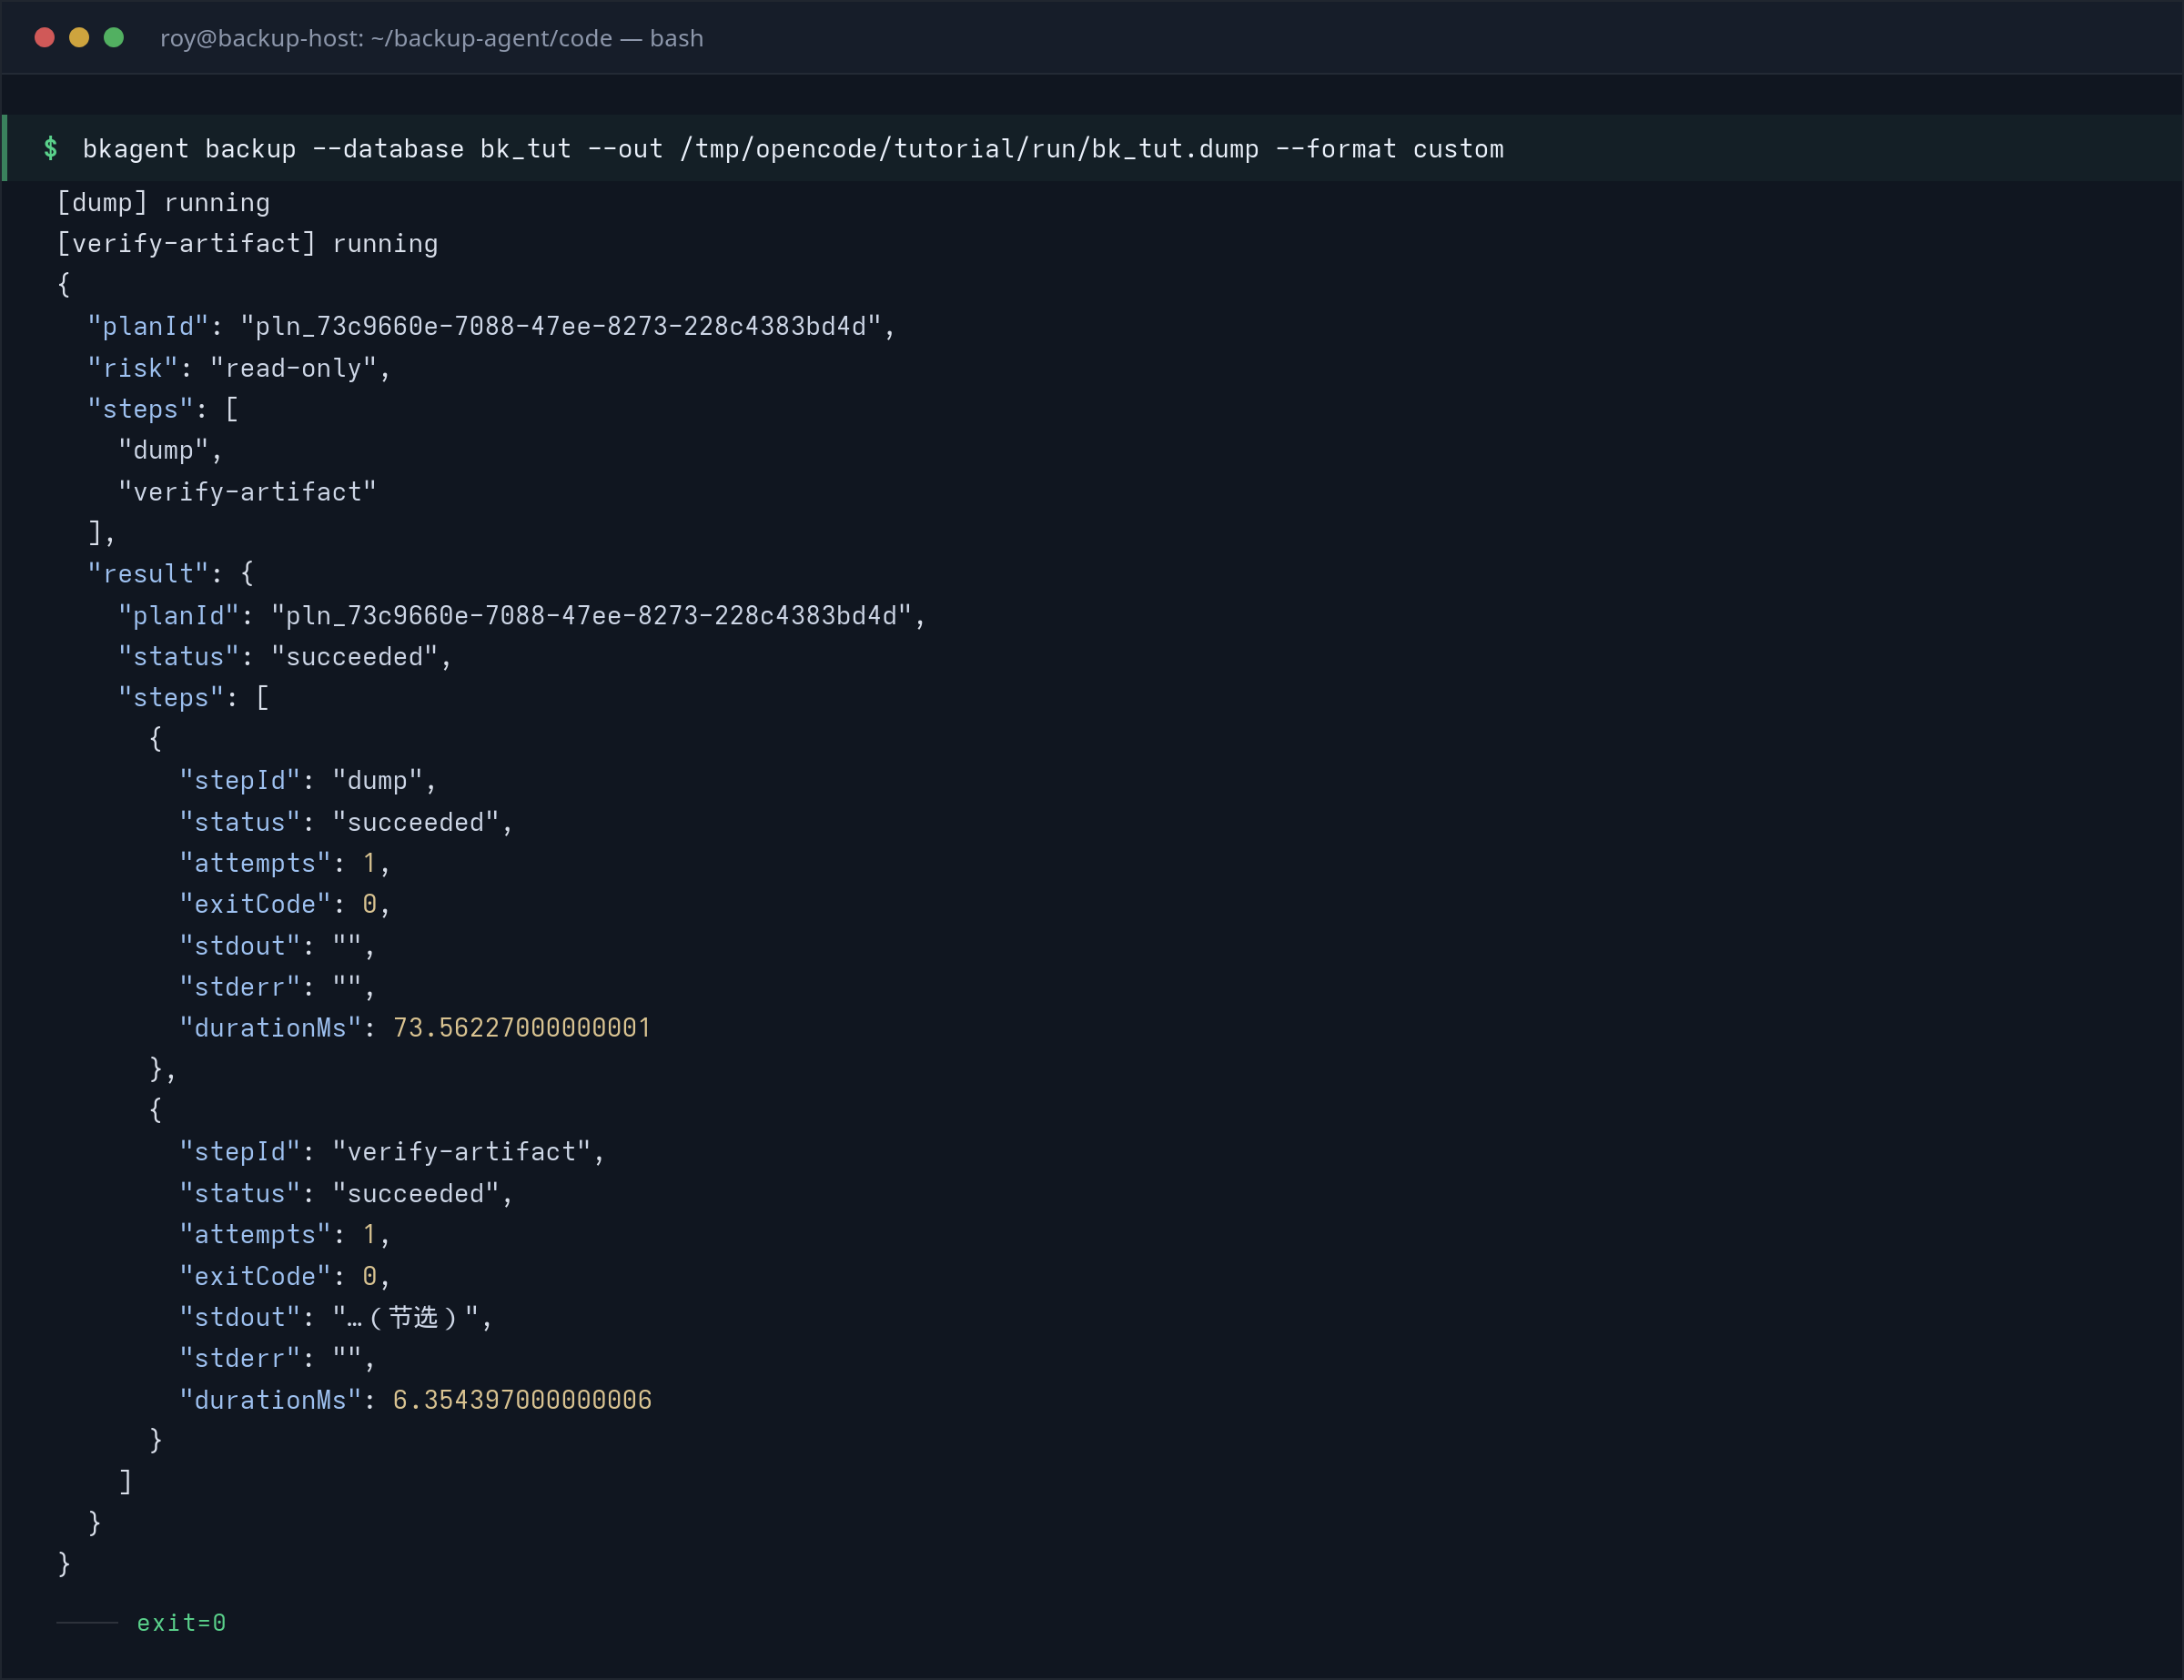 roy@backup-host: ~/backup-agent/code — bash
$ bkagent backup --database bk_tut --out /tmp/opencode/tutorial/run/bk_tut.dump --format custom
[dump] running
[verify-artifact] running
{
  "planId": "pln_73c9660e-7088-47ee-8273-228c4383bd4d",
  "risk": "read-only",
  "steps": [
    "dump",
    "verify-artifact"
  ],
  "result": {
    "planId": "pln_73c9660e-7088-47ee-8273-228c4383bd4d",
    "status": "succeeded",
    "steps": [
      {
        "stepId": "dump",
        "status": "succeeded",
        "attempts": 1,
        "exitCode": 0,
        "stdout": "",
        "stderr": "",
        "durationMs": 73.56227000000001
      },
      {
        "stepId": "verify-artifact",
        "status": "succeeded",
        "attempts": 1,
        "exitCode": 0,
        "stdout": "…（节选）",
        "stderr": "",
        "durationMs": 6.354397000000006
      }
    ]
  }
}
exit=0